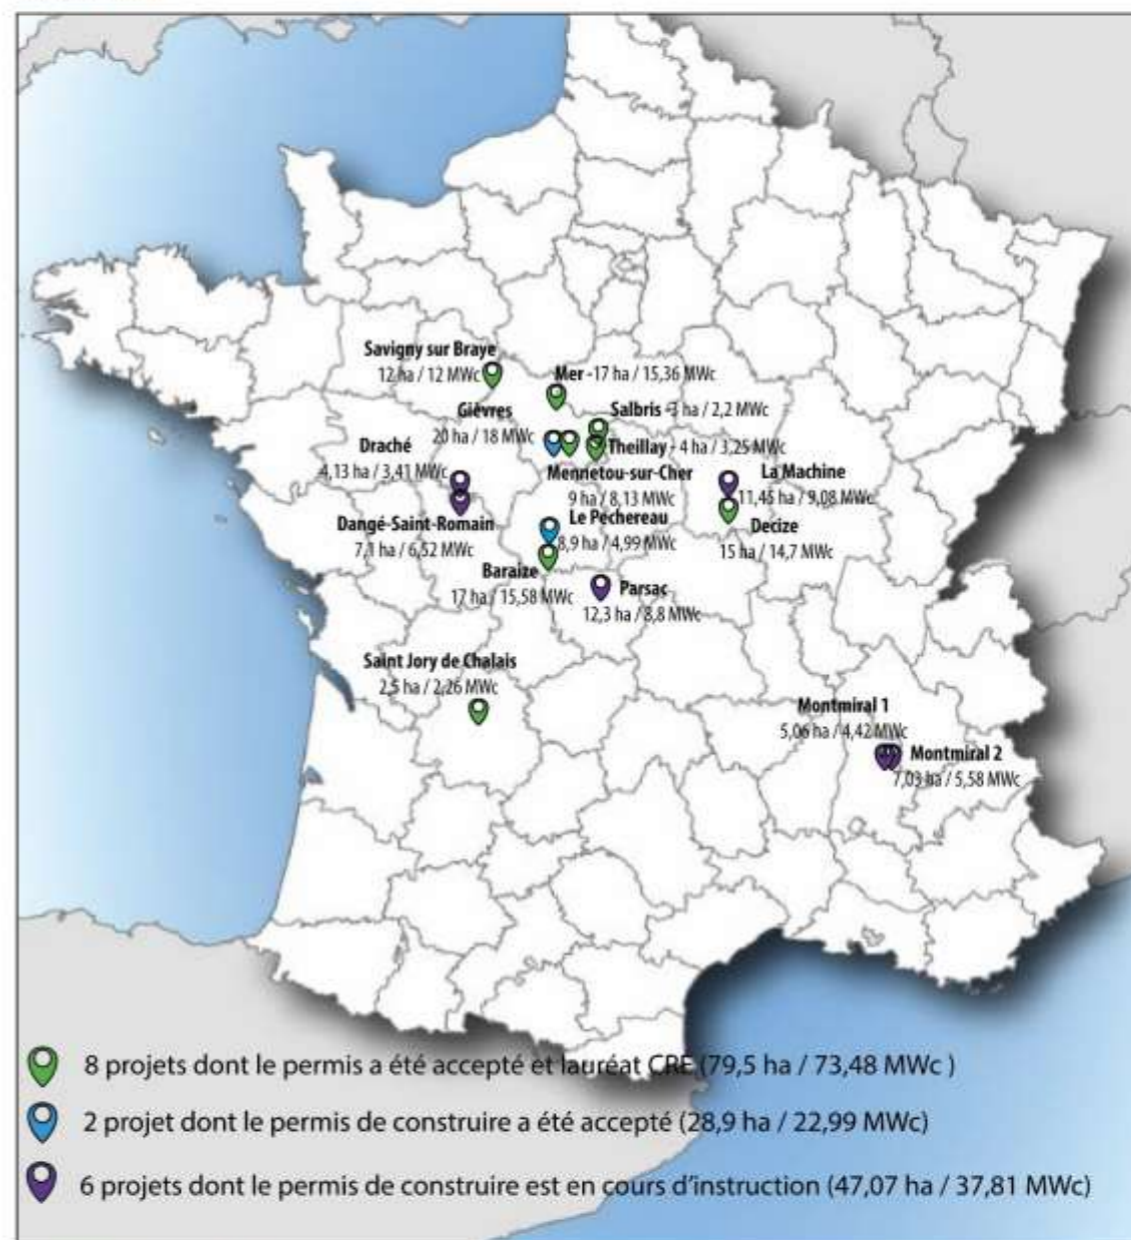 Savigny sur Braye
12 ha / 12 MWc
Mer - 17 ha / 15,36 MWc
Gièvres
20 ha / 18 MWc
Salbris - 3 ha / 2,2 MWc
Theillay - 4 ha / 3,25 MWc
Draché
4,13 ha / 3,41 MWc
Mennetou-sur-Cher
9 ha / 8,13 MWc
La Machine
11,45 ha / 9,08 MWc
Dangé-Saint-Romain
7,1 ha / 6,52 MWc
Le Pechereau
8,9 ha / 4,99 MWc
Decize
15 ha / 14,7 MWc
Baraize
17 ha / 15,58 MWc
Parsac
12,3 ha / 8,8 MWc
Saint Jory de Chalais
2,5 ha / 2,26 MWc
Montmiral 1
5,06 ha / 4,42 MWc
Montmiral 2
7,03 ha / 5,58 MWc
8 projets dont le permis a été accepté et lauréat CRE (79,5 ha / 73,48 MWc )
2 projet dont le permis de construire a été accepté (28,9 ha / 22,99 MWc)
6 projets dont le permis de construire est en cours d'instruction (47,07 ha / 37,81 MWc)